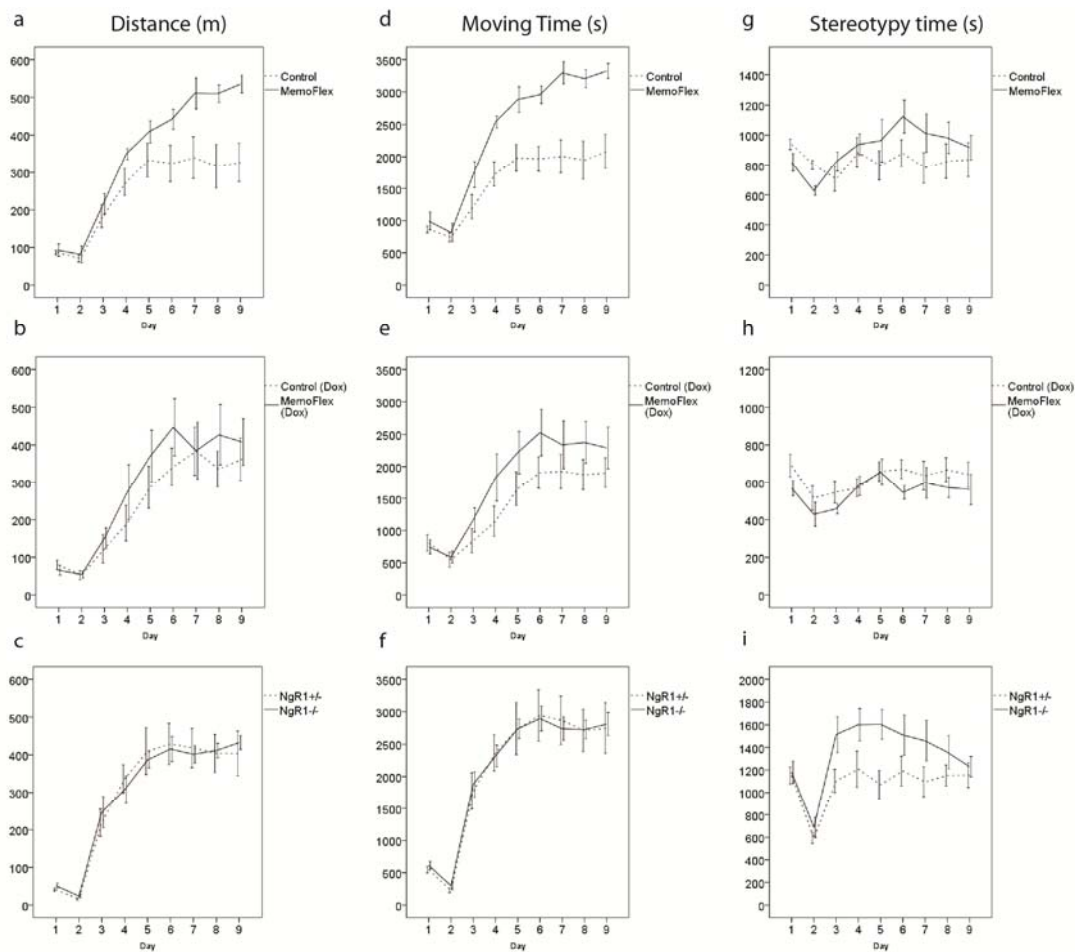 a
Distance (m)
600
500
400
300
200
100
0
1 2 3 4 5 6 7 8 9
Day
Control
MemoFlex
d
Moving Time (s)
3500
3000
2500
2000
1500
1000
500
0
1 2 3 4 5 6 7 8 9
Day
Control
MemoFlex
g
Stereotypy time (s)
1400
1200
1000
800
600
400
200
0
1 2 3 4 5 6 7 8 9
Day
Control
MemoFlex
b
600
500
400
300
200
100
0
1 2 3 4 5 6 7 8 9
Day
Control (Dox)
MemoFlex
(Dox)
e
3500
3000
2500
2000
1500
1000
500
0
1 2 3 4 5 6 7 8 9
Day
Control (Dox)
MemoFlex
(Dox)
h
1200
1000
800
600
400
200
0
1 2 3 4 5 6 7 8 9
Day
Control (Dox)
MemoFlex
(Dox)
c
600
500
400
300
200
100
0
1 2 3 4 5 6 7 8 9
Day
NgR1+/-
NgR1-/-
f
3500
3000
2500
2000
1500
1000
500
0
1 2 3 4 5 6 7 8 9
Day
NgR1+/-
NgR1-/-
i
2000
1800
1600
1400
1200
1000
800
600
400
200
0
1 2 3 4 5 6 7 8 9
Day
NgR1+/-
NgR1-/-